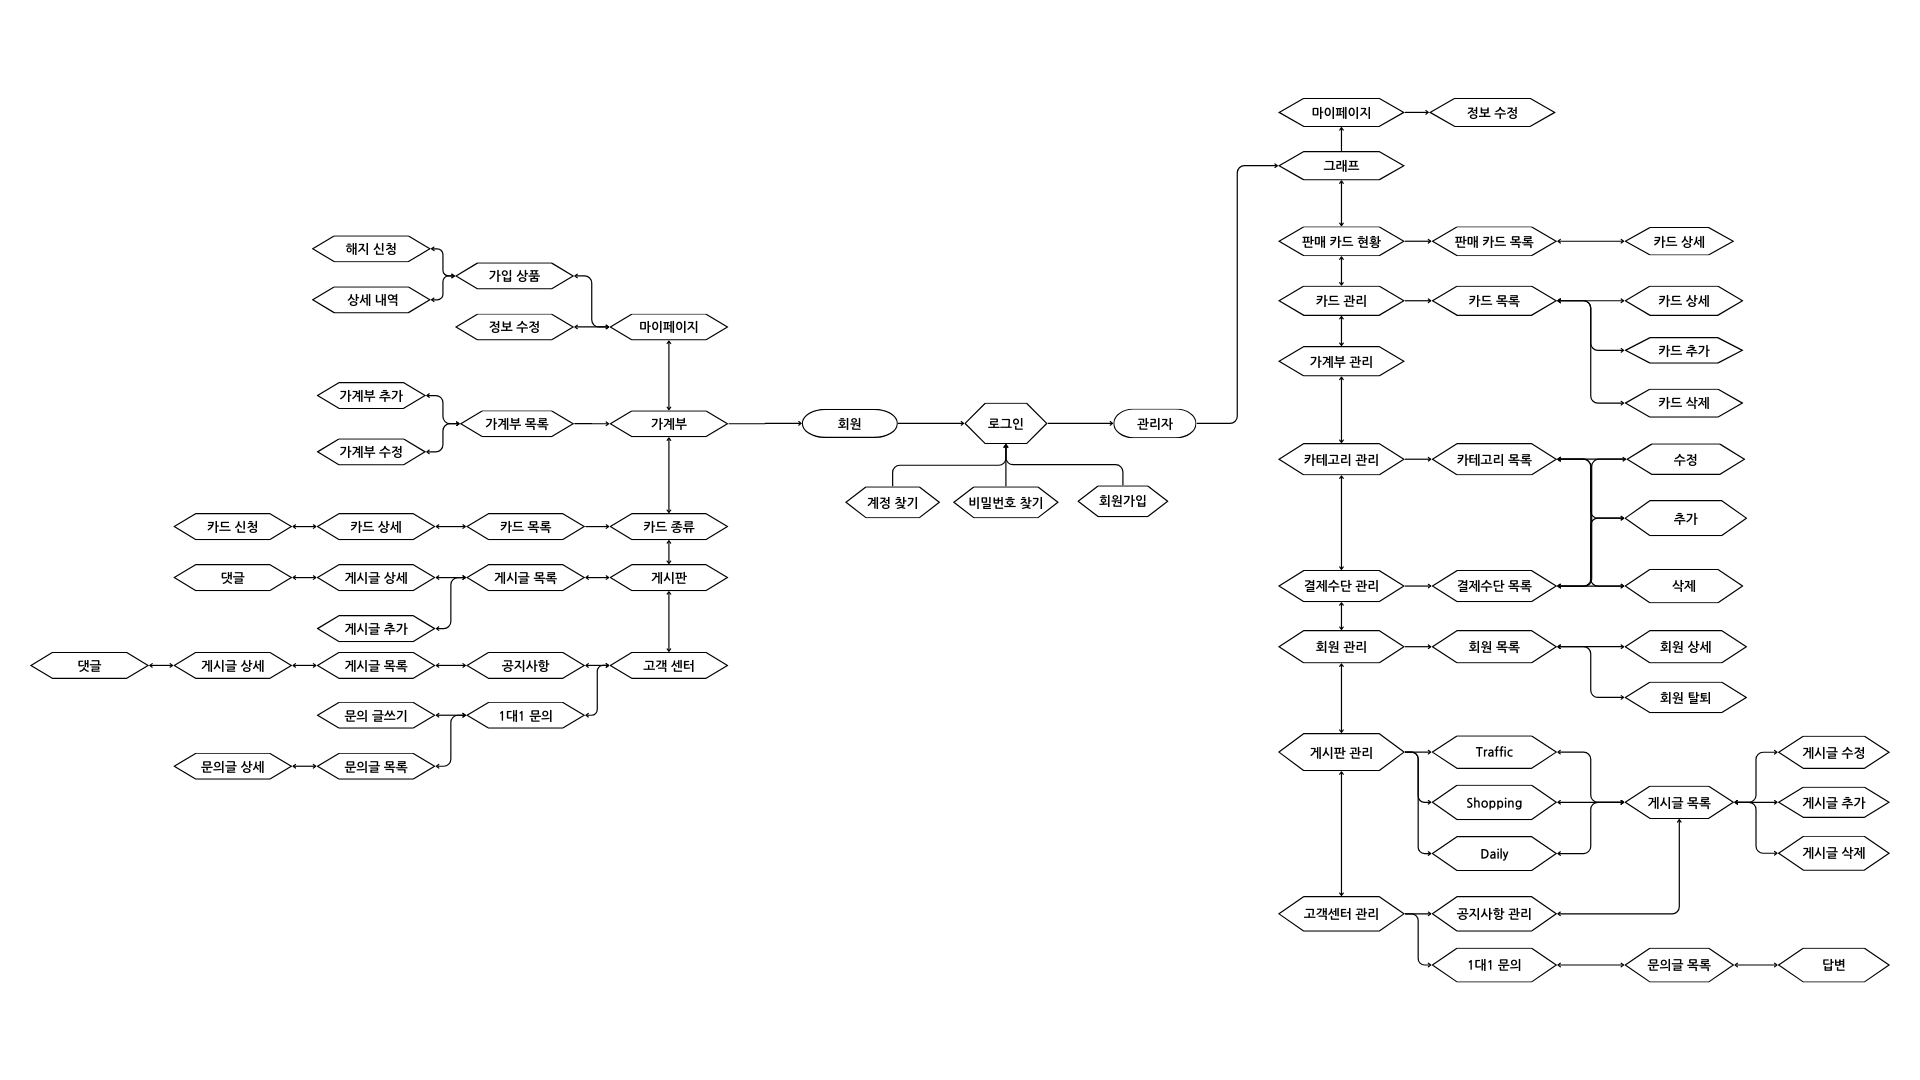 마이페이지
정보 수정
그래프
판매 카드 현황
판매 카드 목록
카드 상세
해지 신청
가입 상품
상세 내역
카드 관리
카드 목록
카드 상세
정보 수정
마이페이지
카드 추가
가계부 관리
가계부 추가
카드 삭제
가계부 목록
가계부
회원
로그인
관리자
가계부 수정
카테고리 관리
카테고리 목록
수정
계정 찾기
비밀번호 찾기
회원가입
추가
카드 신청
카드 상세
카드 목록
카드 종류
댓글
게시글 상세
게시글 목록
게시판
결제수단 관리
결제수단 목록
삭제
게시글 추가
회원 관리
회원 목록
회원 상세
댓글
게시글 상세
게시글 목록
공지사항
고객 센터
회원 탈퇴
문의 글쓰기
1대1 문의
게시판 관리
Traffic
게시글 수정
문의글 상세
문의글 목록
Shopping
게시글 목록
게시글 추가
Daily
게시글 삭제
고객센터 관리
공지사항 관리
1대1 문의
문의글 목록
답변